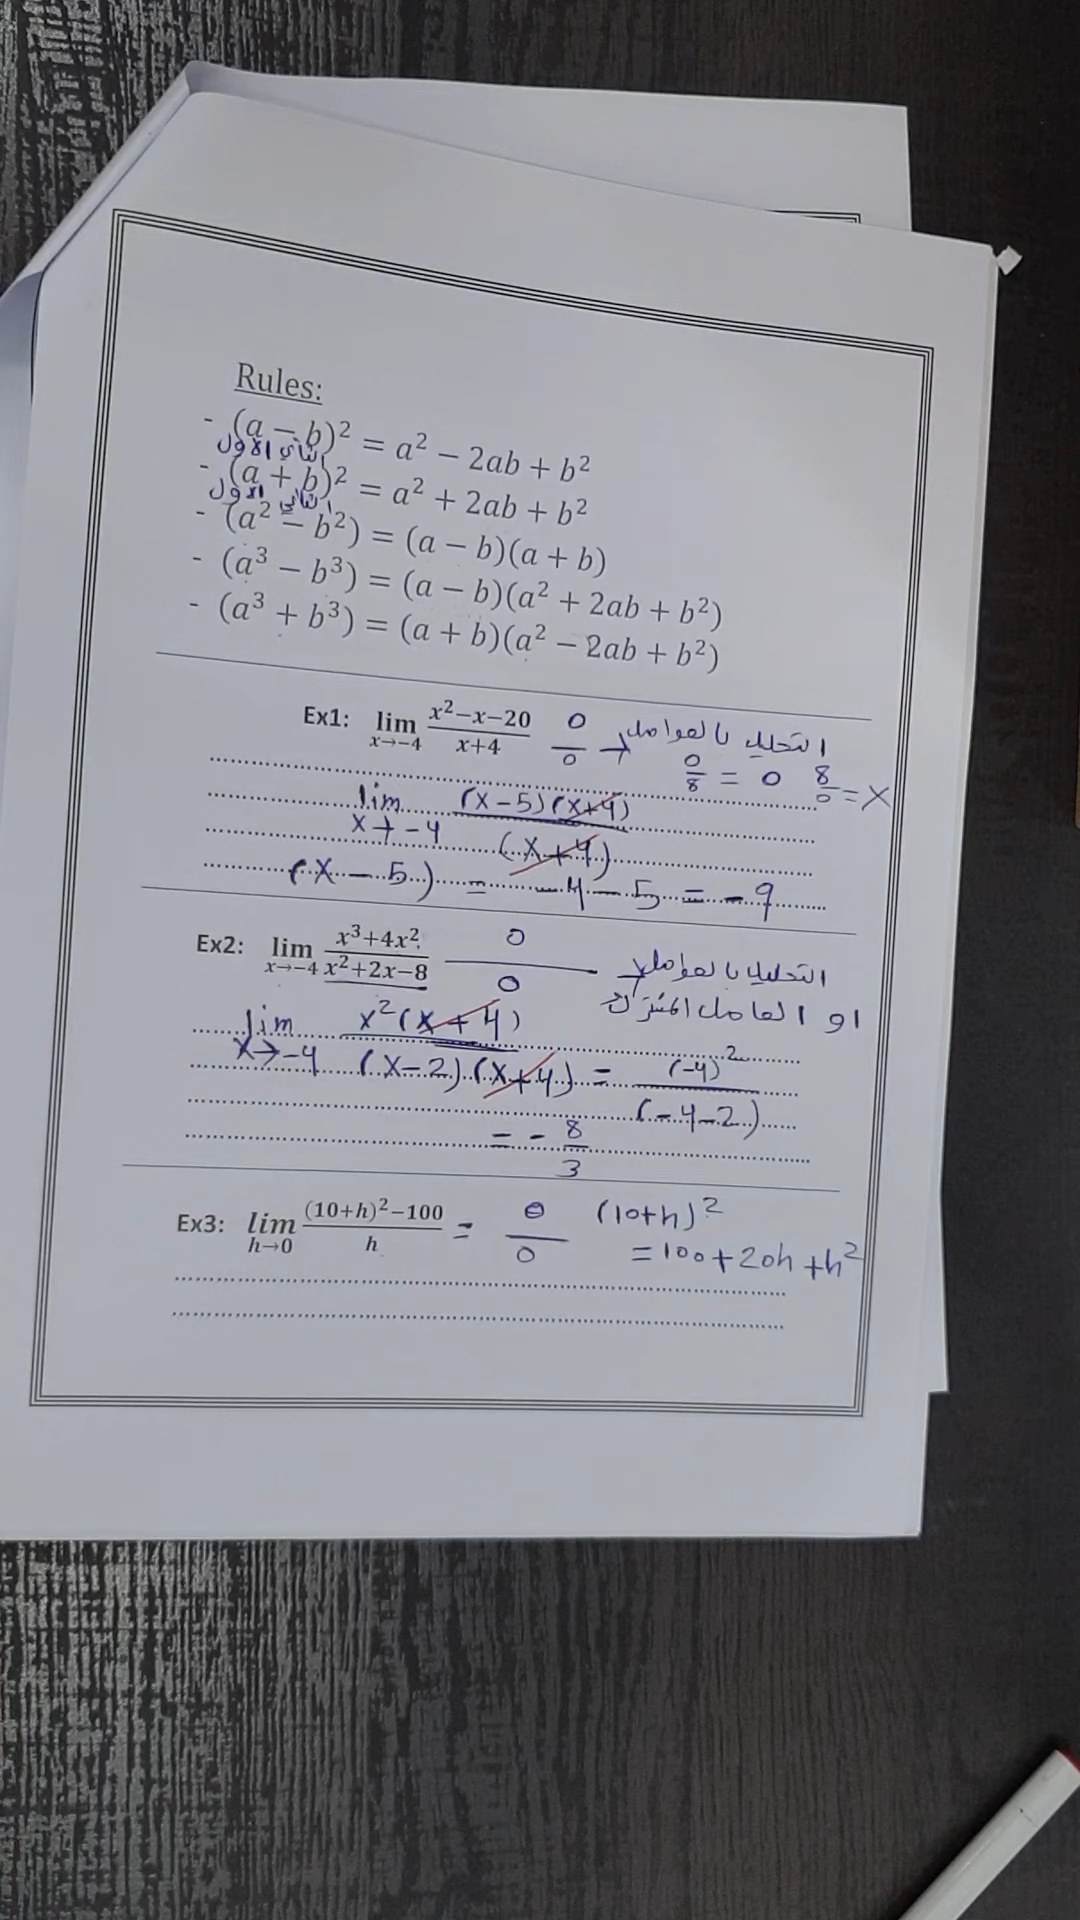 Rules:
- (a − b)² = a² − 2ab + b²
الأول الثاني
- (a + b)² = a² + 2ab + b²
الأول الثاني
- (a² − b²) = (a − b)(a + b)
- (a³ − b³) = (a − b)(a² + 2ab + b²)
- (a³ + b³) = (a + b)(a² − 2ab + b²)
Ex1: lim x→−4 (x²−x−20)/(x+4) 0/0 → التحليل بالعوامل
0/8 = 0 8/0 = X
lim x→−4 (x−5)(x+4)/(x+4)
(x−5) = −4−5 = −9
Ex2: lim x→−4 (x³+4x²)/(x²+2x−8) 0/0 → التحليل بالعوامل
او العامل المشترك
lim x→−4 x²(x+4)/(x−2)(x+4) = (−4)²/(−4−2)
= −8/3
Ex3: lim h→0 ((10+h)²−100)/h = 0/0 (10+h)²
= 100+20h+h²